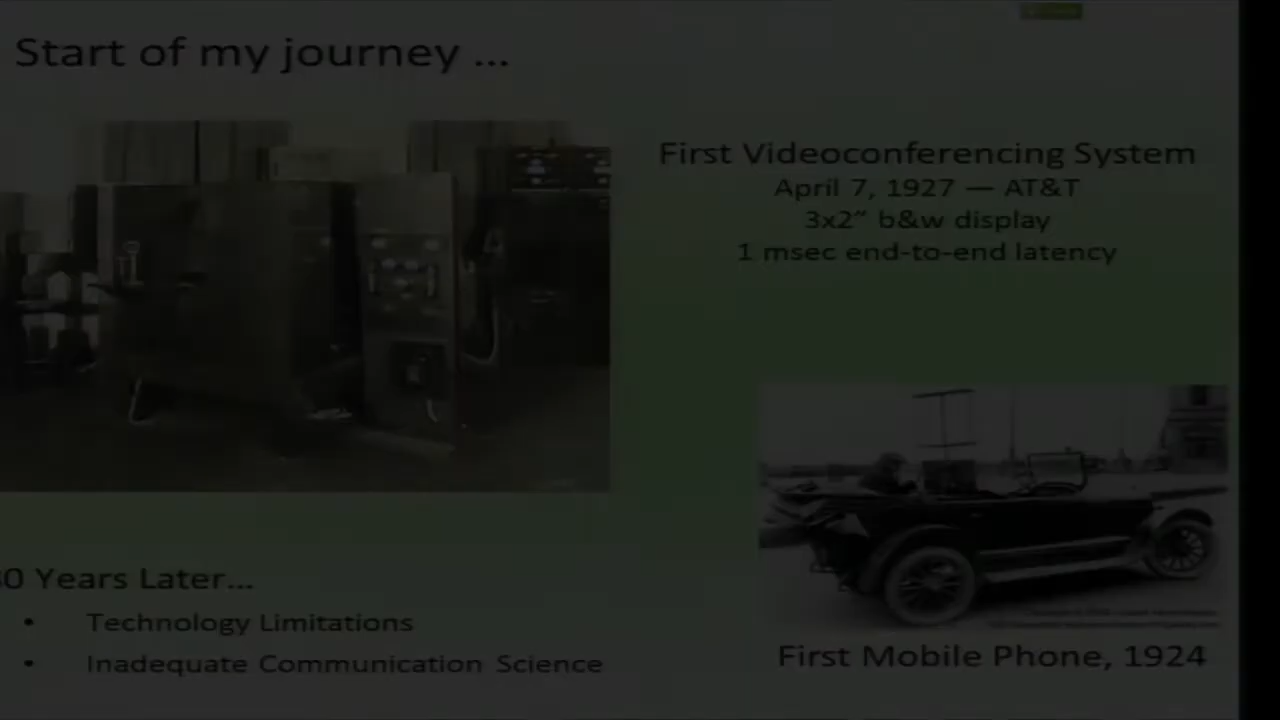 Start of my journey ...
First Videoconferencing System
April 7, 1927 — AT&T
3x2” b&w display
1 msec end-to-end latency
0 Years Later...
• Technology Limitations
• Inadequate Communication Science
First Mobile Phone, 1924